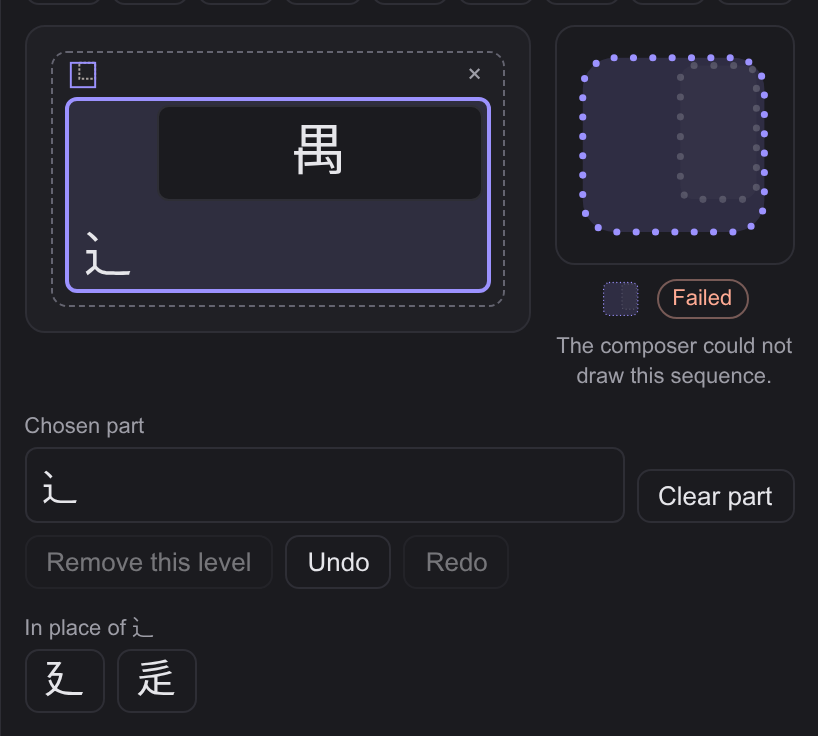 ×
禺
⻌
Failed
The composer could not
draw this sequence.
Chosen part
⻌
Clear part
Remove this level
Undo
Redo
In place of ⻌
廴
辵